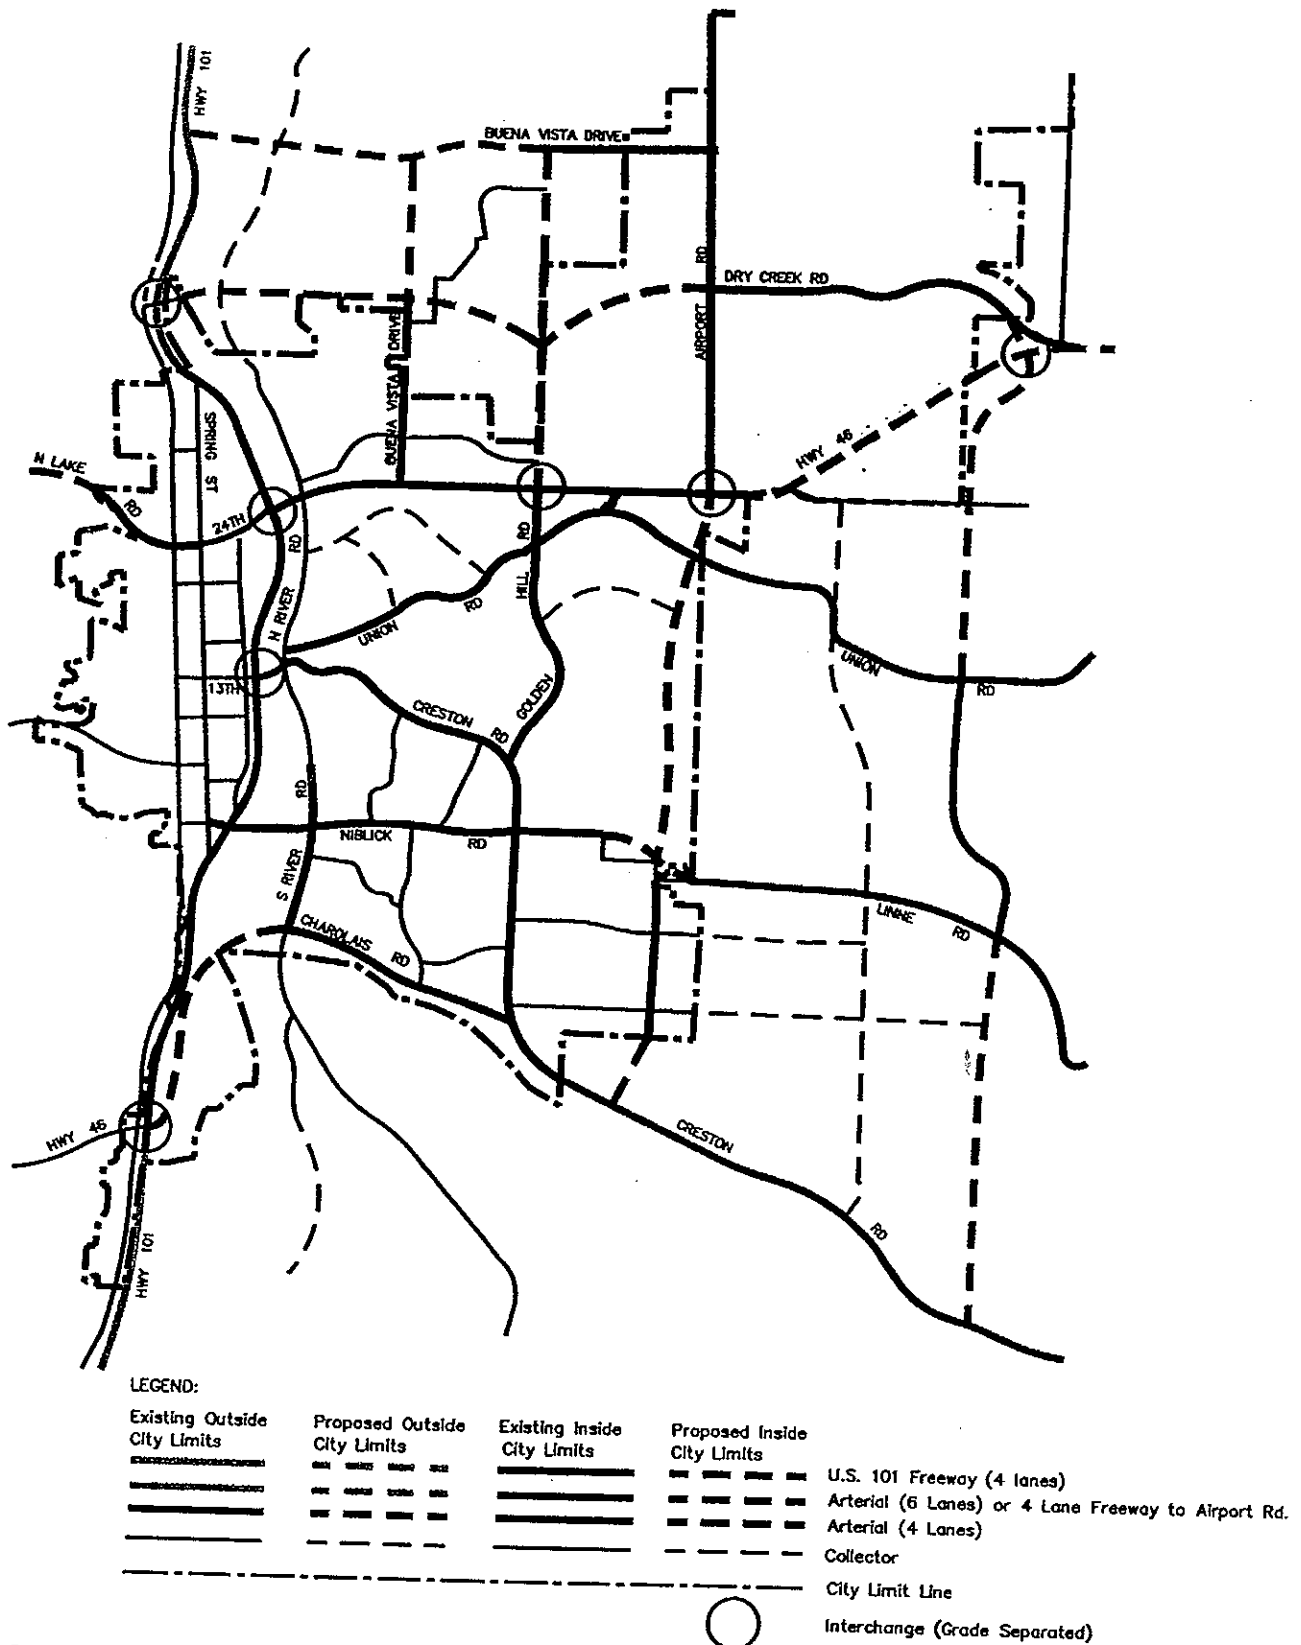 HWY 101
BUENA VISTA DRIVE
DRY CREEK RD
AIRPORT RD
BUENA VISTA DRIVE
SPRING ST
N LAKE
RD
24TH
HWY 46
N RIVER RD
UNION RD
HILL RD
GOLDEN
UNION
RD
13TH
CRESTON RD
NIBLICK RD
S RIVER RD
CHAROLAIS RD
LINNE RD
HWY 46
HWY 101
CRESTON
RD
LEGEND:
Existing Outside City Limits
Proposed Outside City Limits
Existing Inside City Limits
Proposed Inside City Limits
U.S. 101 Freeway (4 lanes)
Arterial (6 Lanes) or 4 Lane Freeway to Airport Rd.
Arterial (4 Lanes)
Collector
City Limit Line
Interchange (Grade Separated)